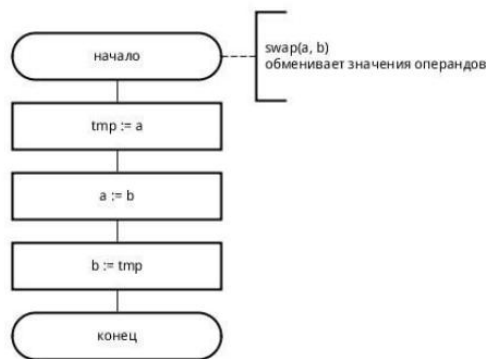 начало
swap(a, b)
обменивает значения операндов
tmp := a
a := b
b := tmp
конец